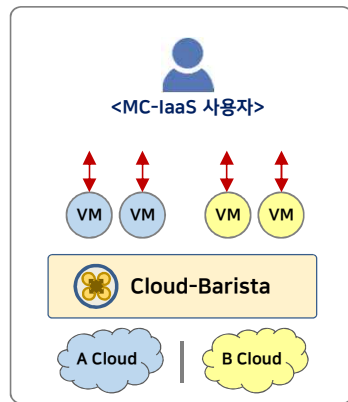 <MC-IaaS 사용자>
VM VM VM VM
Cloud-Barista
A Cloud B Cloud